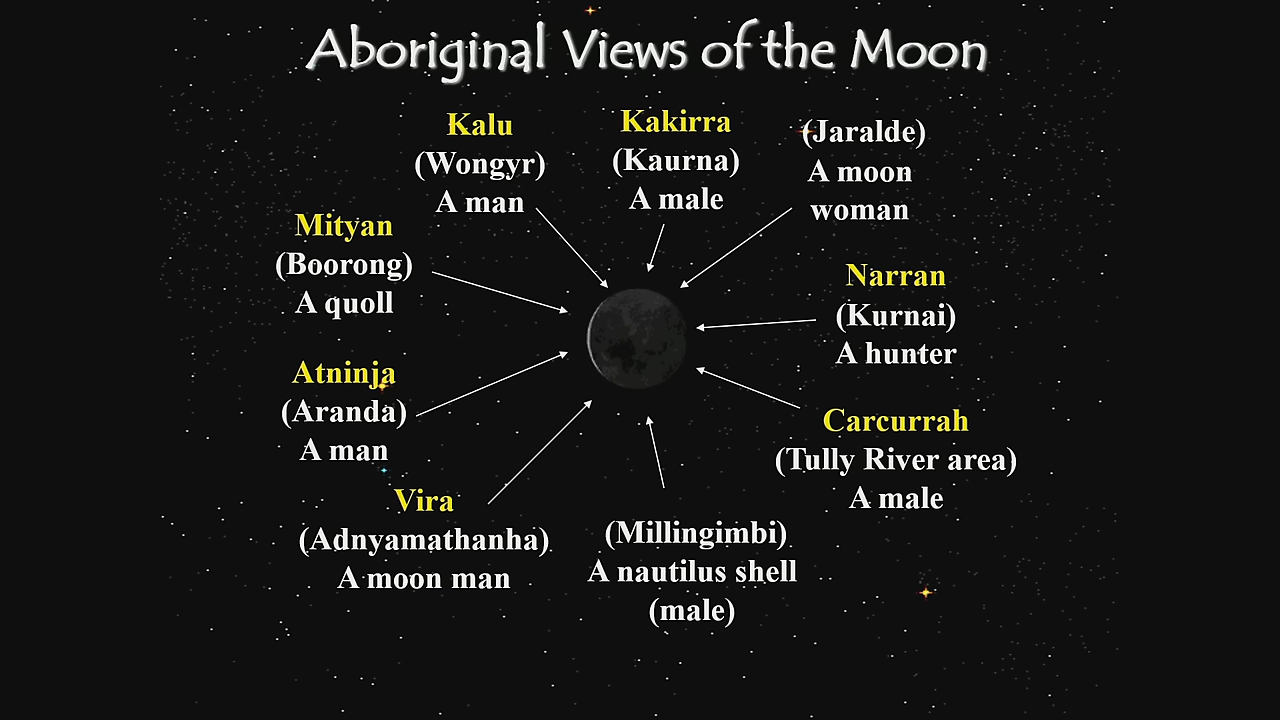 Aboriginal Views of the Moon
Kalu
(Wongyr)
A man
Kakirra
(Kaurna)
A male
(Jaralde)
A moon
woman
Mityan
(Boorong)
A quoll
Narran
(Kurnai)
A hunter
Atninja
(Aranda)
A man
Carcurrah
(Tully River area)
A male
Vira
(Adnyamathanha)
A moon man
(Millingimbi)
A nautilus shell
(male)